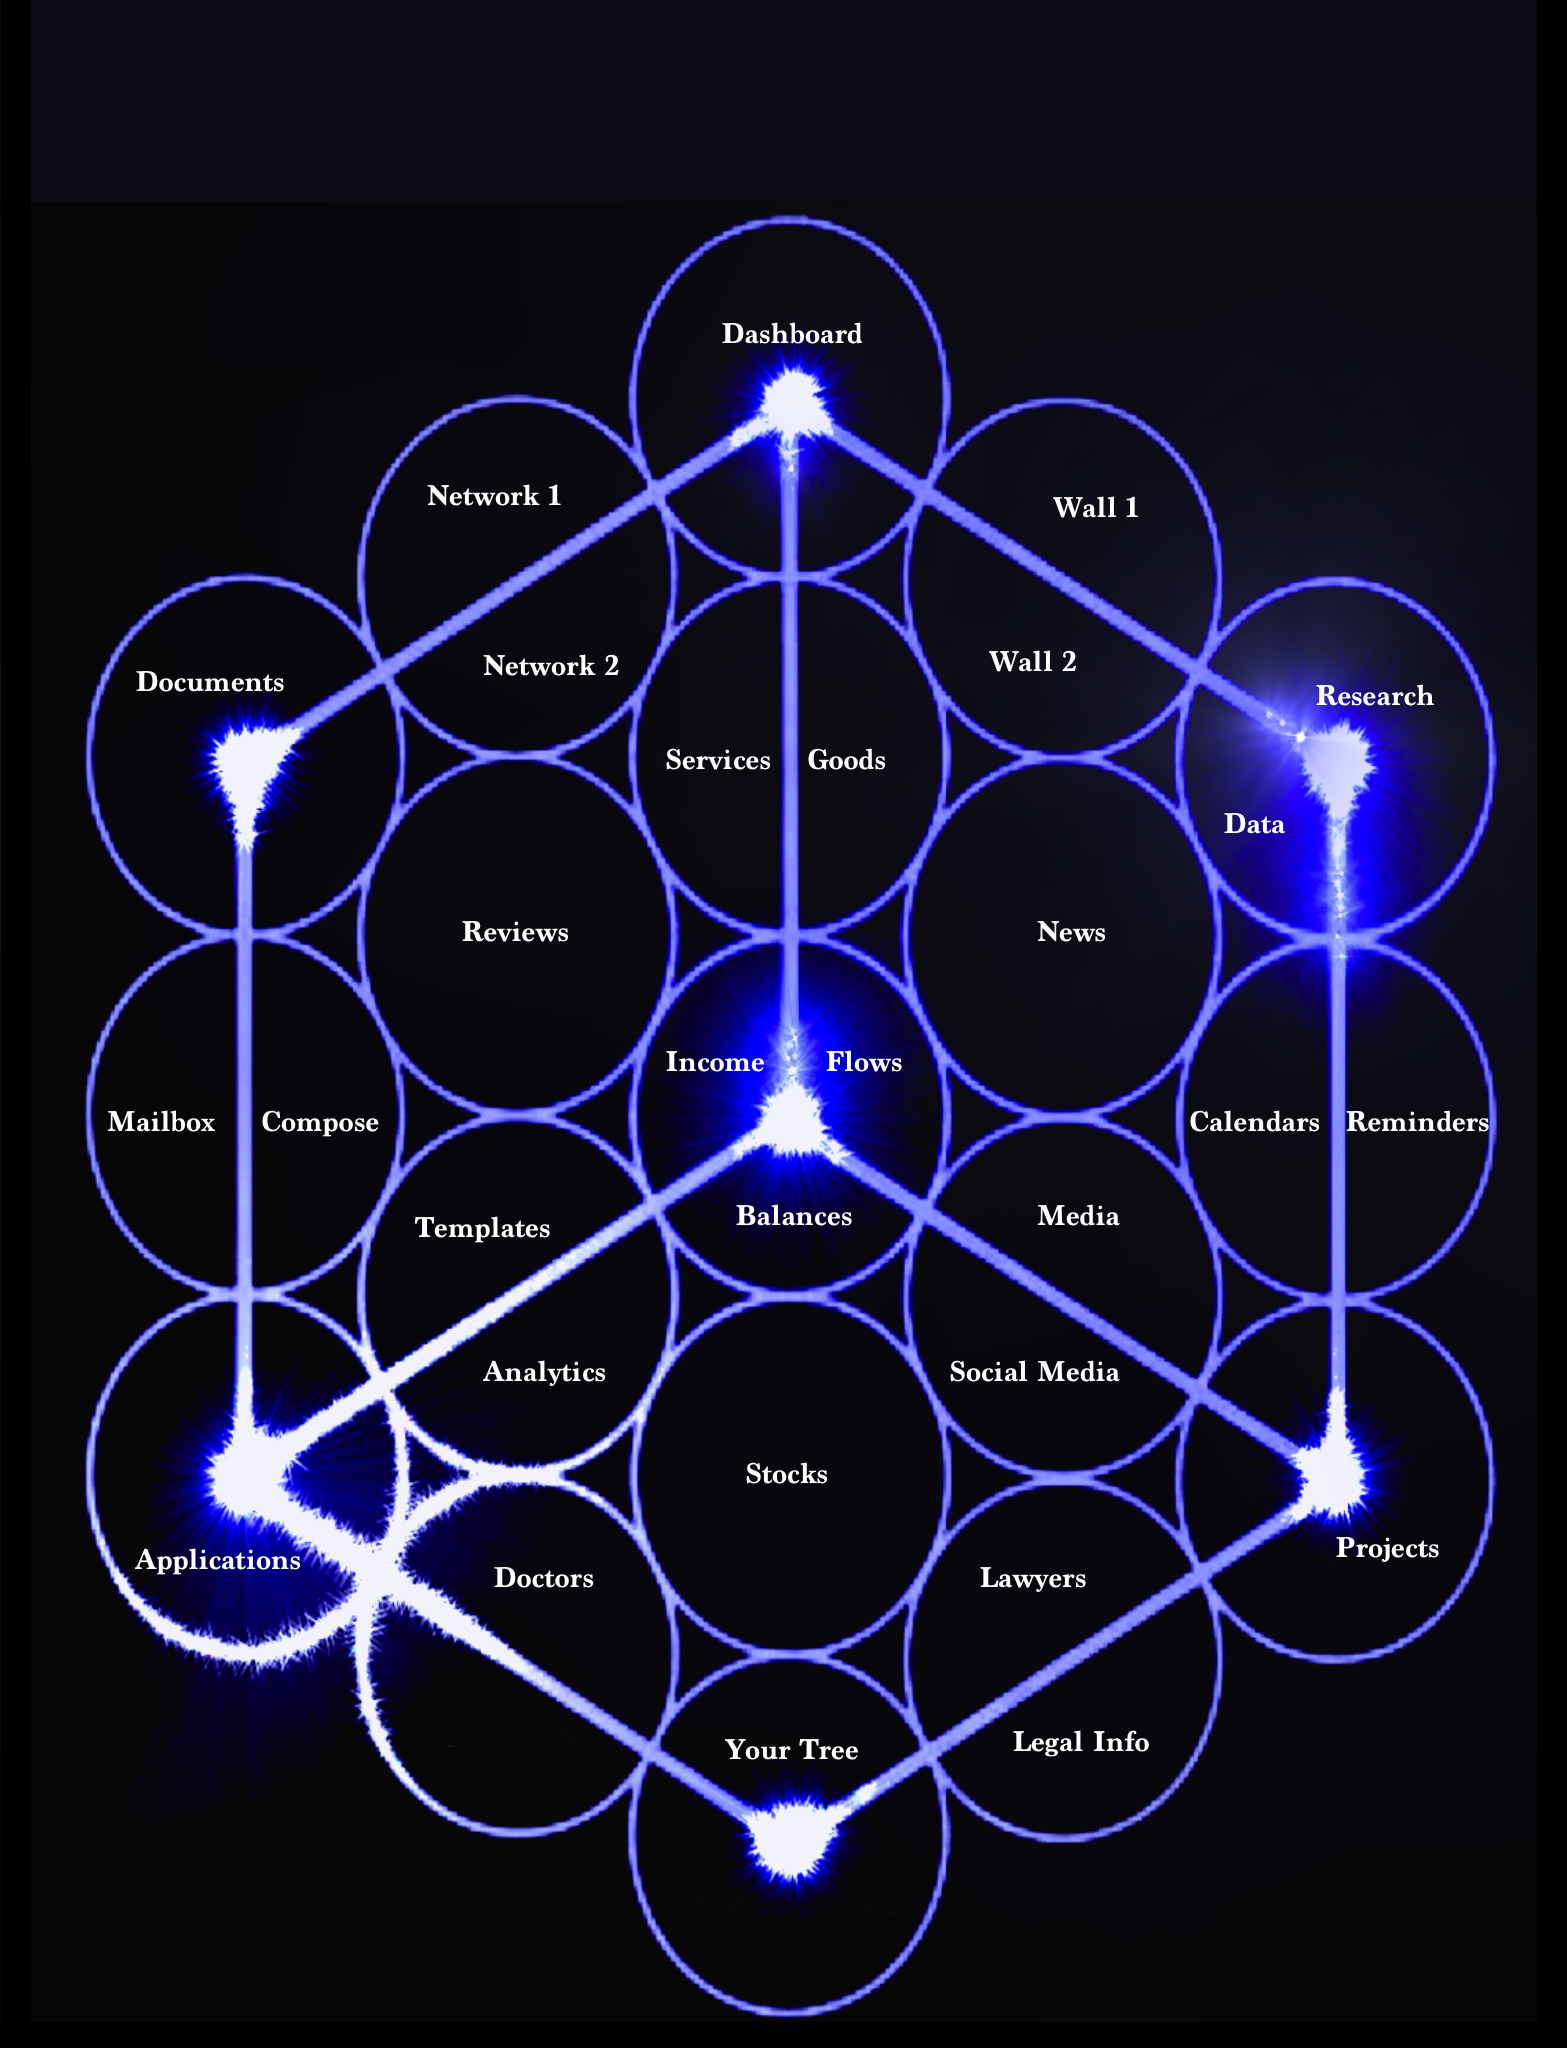 Dashboard
Network 1
Wall 1
Network 2
Wall 2
Documents
Research
Services
Goods
Data
Reviews
News
Income
Flows
Mailbox
Compose
Calendars
Reminders
Templates
Balances
Media
Analytics
Social Media
Stocks
Applications
Doctors
Lawyers
Projects
Your Tree
Legal Info